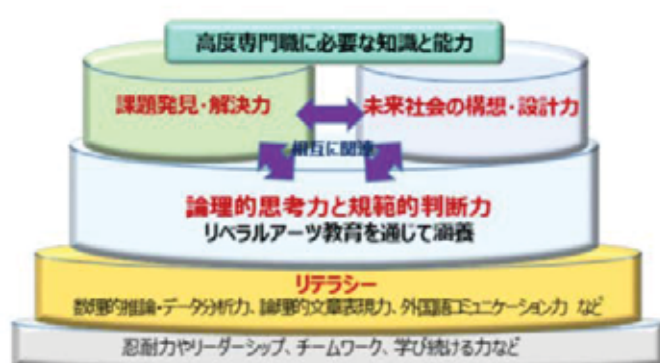 高度専門職に必要な知識と能力
課題発見・解決力
未来社会の構想・設計力
相互に関連
論理的思考力と規範的判断力
リベラルアーツ教育を通じて涵養
リテラシー
数理的推論・データ分析力、論理的文章表現力、外国語コミュニケーション力 など
忍耐力やリーダーシップ、チームワーク、学び続ける力など